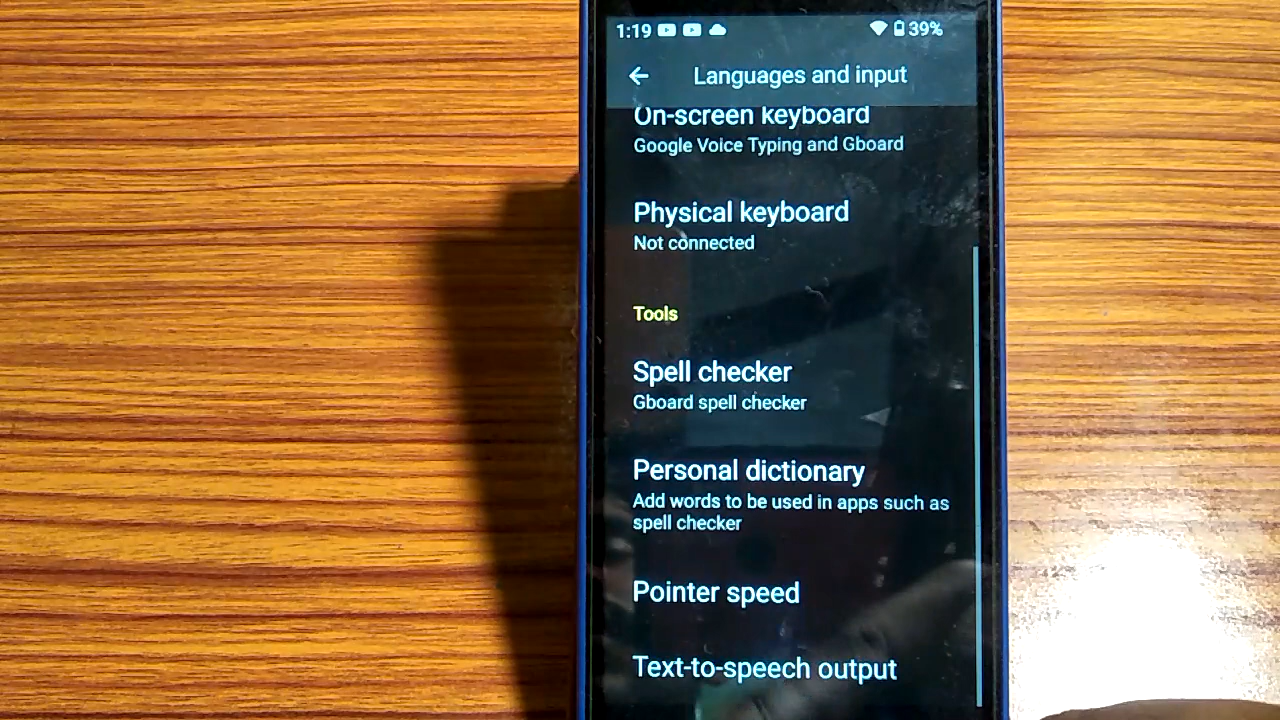 1:19 39%
Languages and input
On-screen keyboard
Google Voice Typing and Gboard
Physical keyboard
Not connected
Tools
Spell checker
Gboard spell checker
Personal dictionary
Add words to be used in apps such as
spell checker
Pointer speed
Text-to-speech output